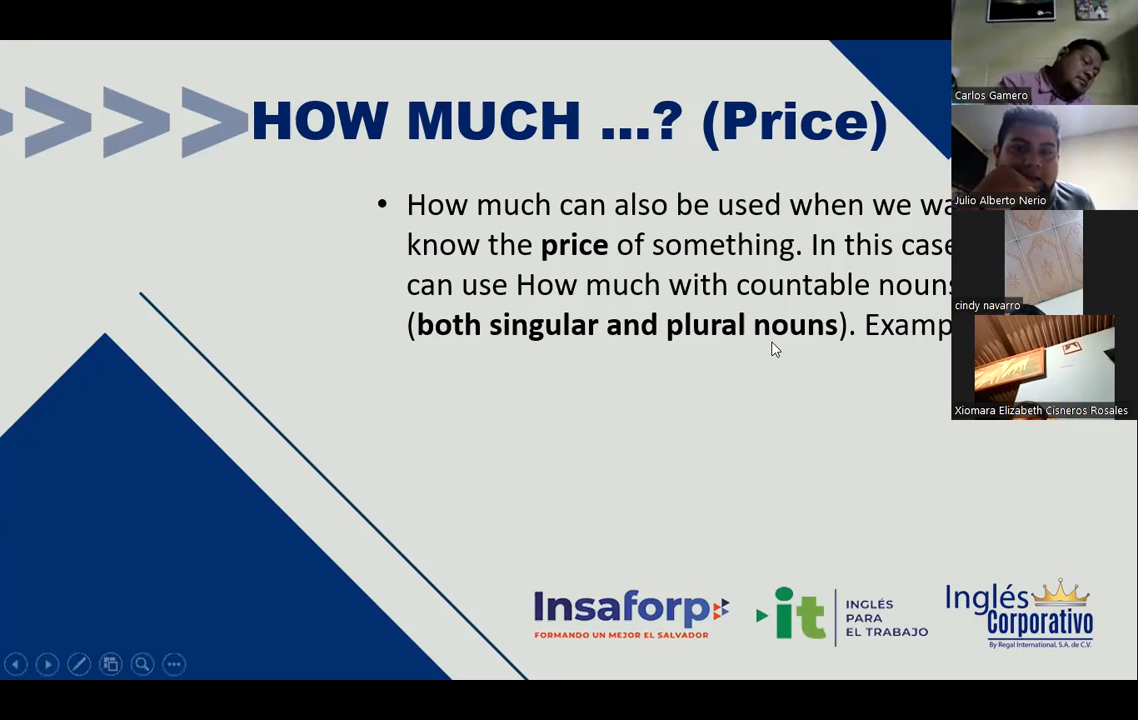 HOW MUCH ...? (Price)
• How much can also be used when we
know the price of something. In this case
can use How much with countable nouns
(both singular and plural nouns).
Carlos Gamero
Julio Alberto Nerio
cindy navarro
Xiomara Elizabeth Cisneros Rosales
Insaforp
FORMANDO UN MEJOR EL SALVADOR
it
INGLÉS
PARA
EL TRABAJO
Inglés
Corporativo
By Regal International, S.A. de C.V.